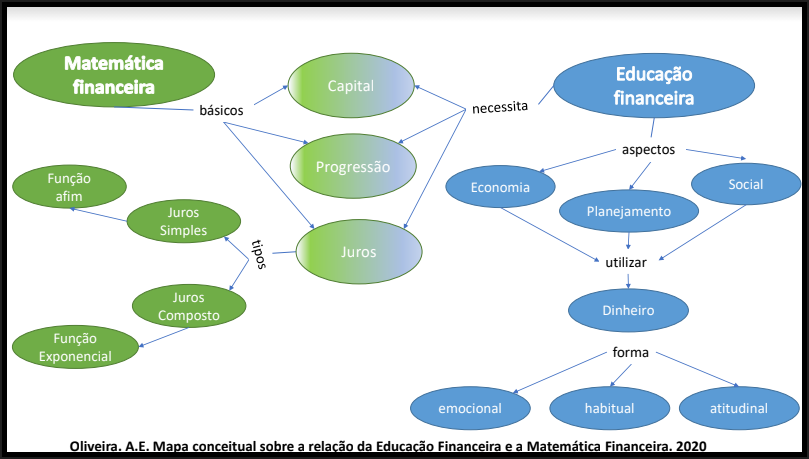 Matemática
financeira
básicos
Capital
Progressão
Juros
necessita
Educação
financeira
aspectos
Economia
Planejamento
Social
utilizar
Dinheiro
forma
emocional
habitual
atitudinal
tipos
Juros
Simples
Função
afim
Juros
Composto
Função
Exponencial
Oliveira. A.E. Mapa conceitual sobre a relação da Educação Financeira e a Matemática Financeira. 2020